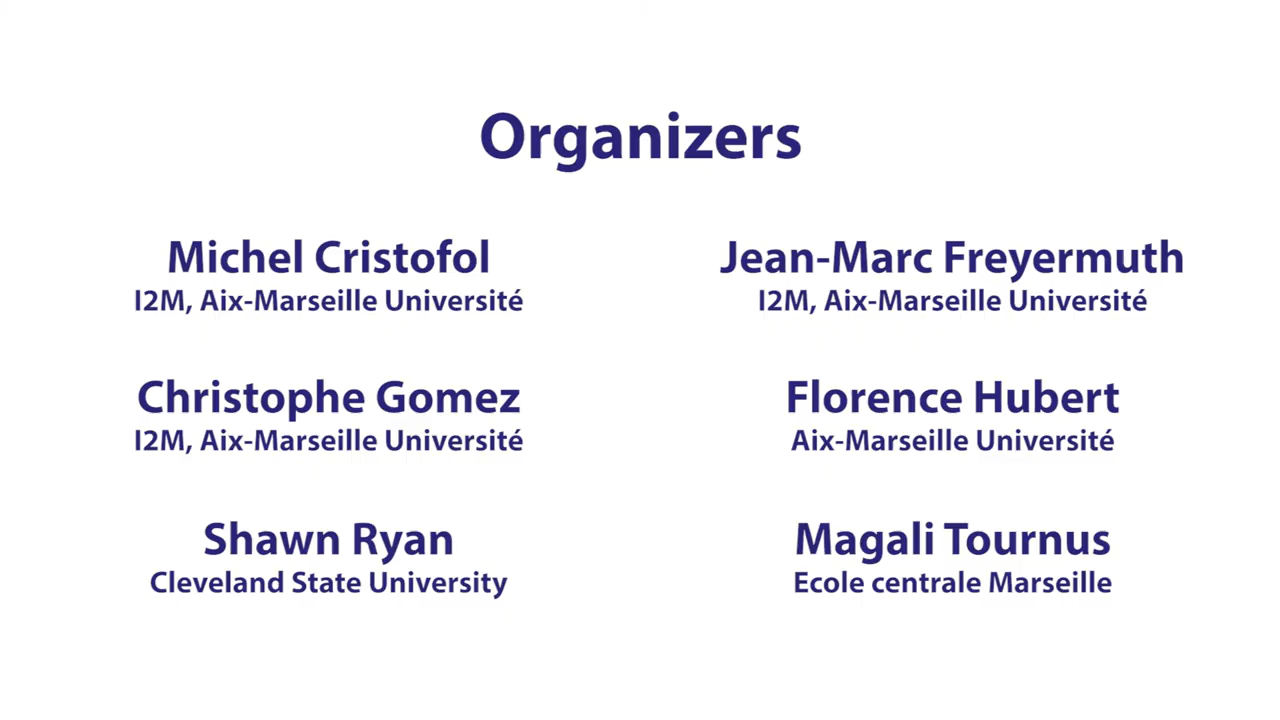 Organizers
Michel Cristofol
I2M, Aix-Marseille Université
Jean-Marc Freyermuth
I2M, Aix-Marseille Université
Christophe Gomez
I2M, Aix-Marseille Université
Florence Hubert
Aix-Marseille Université
Shawn Ryan
Cleveland State University
Magali Tournus
Ecole centrale Marseille